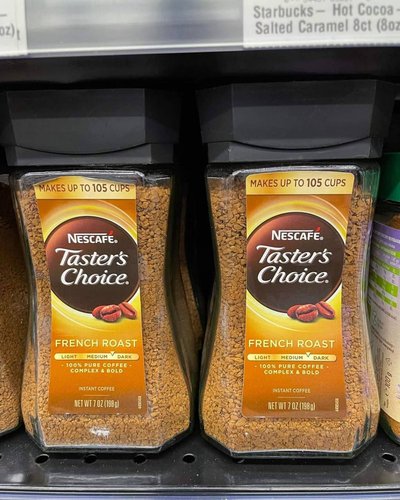 oz)
Starbucks— Hot Cocoa -
Salted Caramel 8ct (8oz
MAKES UP TO 105 CUPS
NESCAFÉ.
Taster's
Choice.
FRENCH ROAST
LIGHT MEDIUM DARK
- 100% PURE COFFEE -
COMPLEX & BOLD
INSTANT COFFEE
NET WT 7 OZ (198g)
MAKES UP TO 105 CUPS
NESCAFÉ.
Taster's
Choice.
FRENCH ROAST
LIGHT MEDIUM DARK
- 100% PURE COFFEE -
COMPLEX & BOLD
INSTANT COFFEE
NET WT 7 OZ (198g)